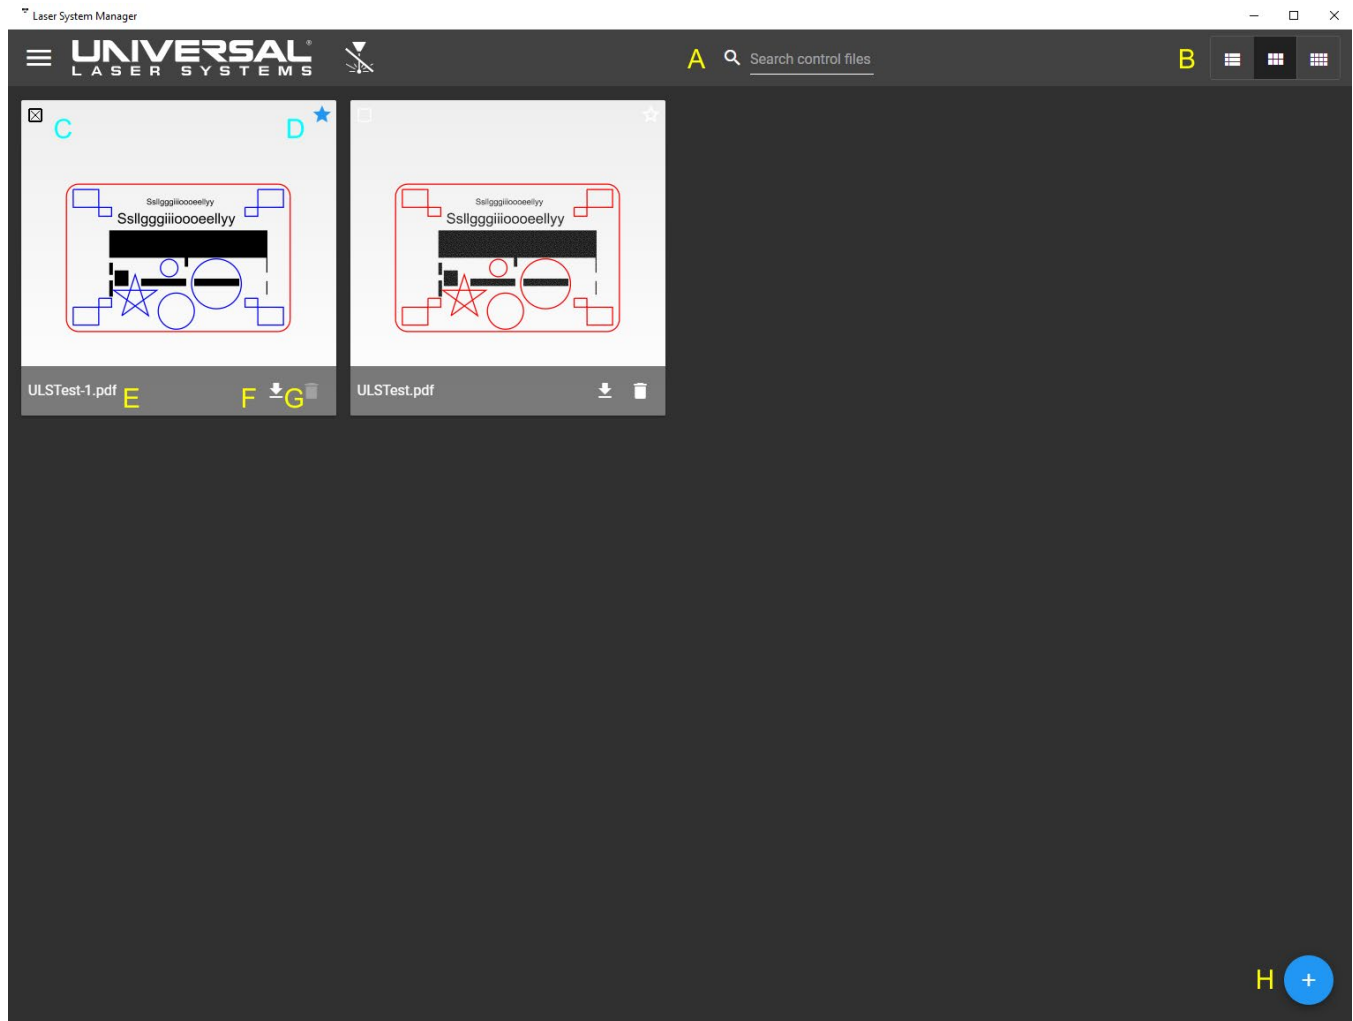 Laser System Manager
UNIVERSAL®
LASER SYSTEMS
A
Search control files
B
C
D
Ssllgggiiioooeellyy
Ssllgggiiioooeellyy
Ssllgggiiioooeellyy
Ssllgggiiioooeellyy
ULSTest-1.pdf
E
F
G
ULSTest.pdf
H
+